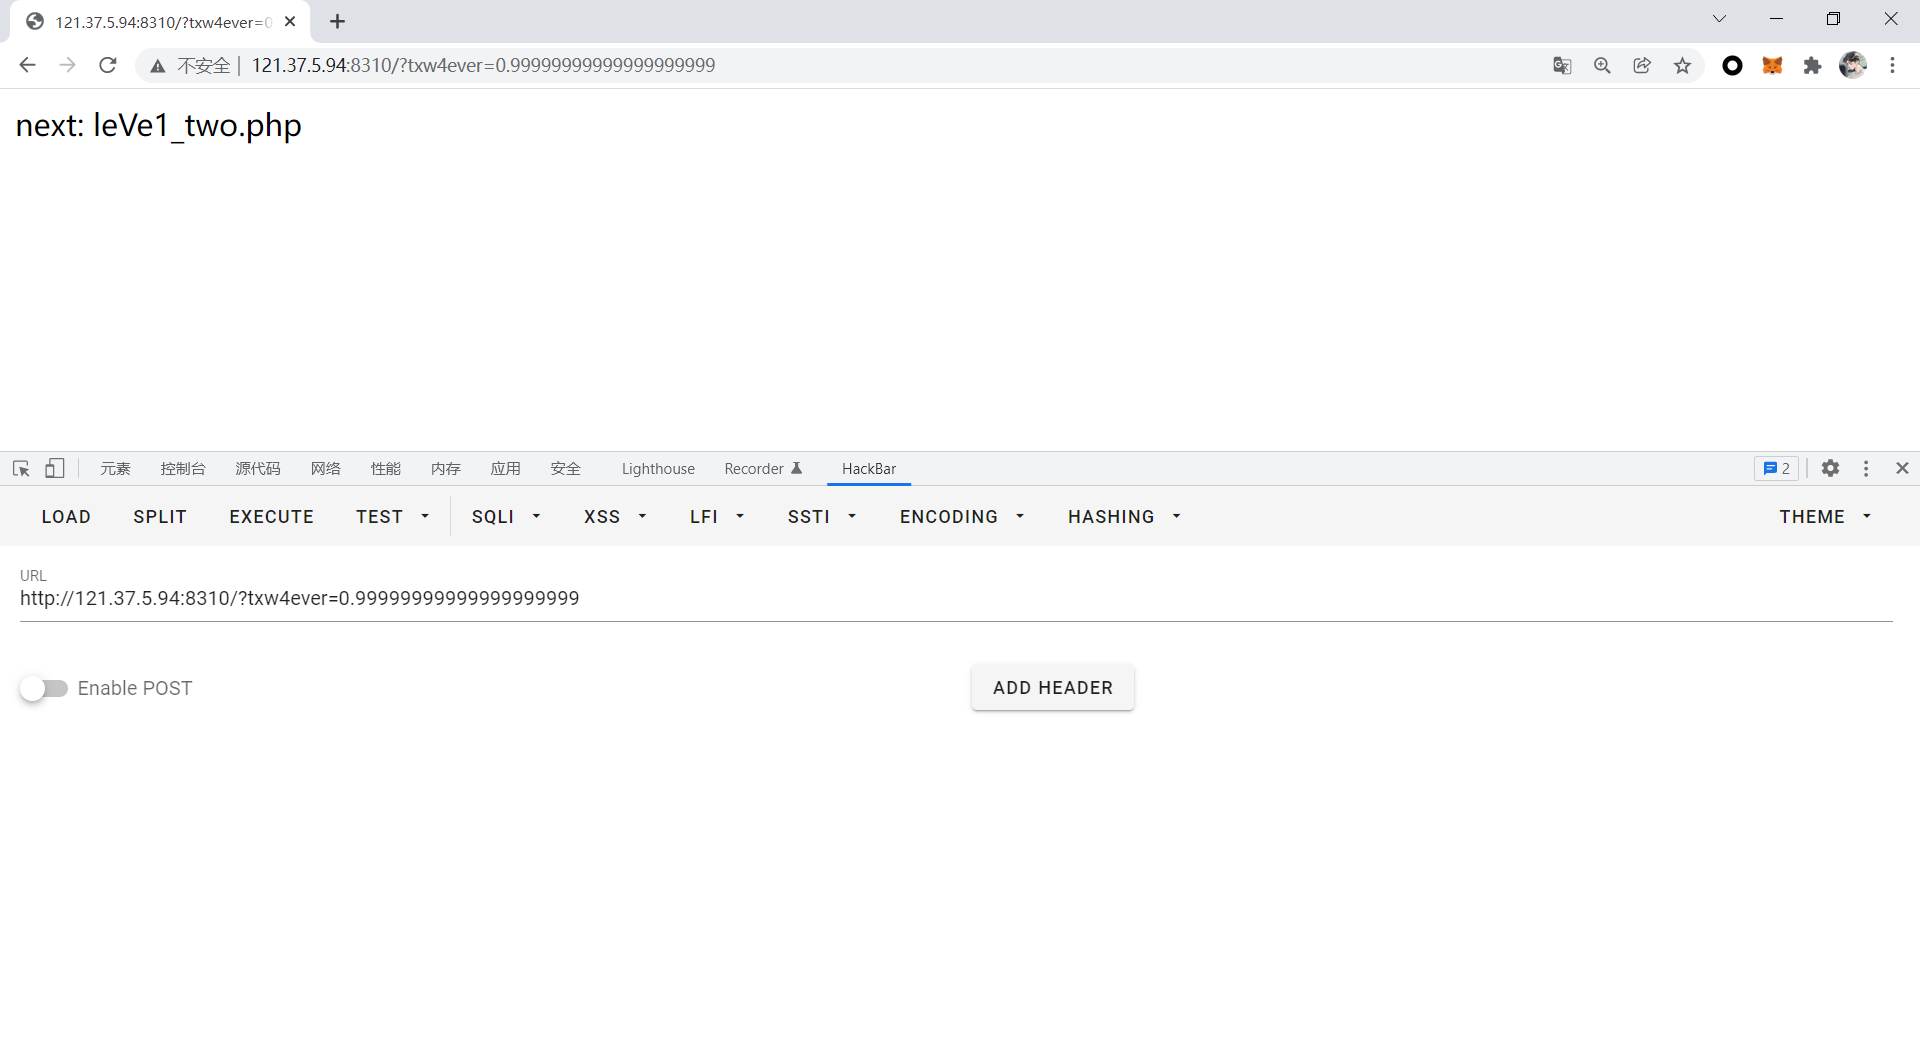 121.37.5.94:8310/?txw4ever=0
不安全 | 121.37.5.94:8310/?txw4ever=0.99999999999999999999
next: leVe1_two.php
元素 控制台 源代码 网络 性能 内存 应用 安全 Lighthouse Recorder HackBar 2
LOAD SPLIT EXECUTE TEST SQLI XSS LFI SSTI ENCODING HASHING THEME
URL
http://121.37.5.94:8310/?txw4ever=0.99999999999999999999
Enable POST ADD HEADER